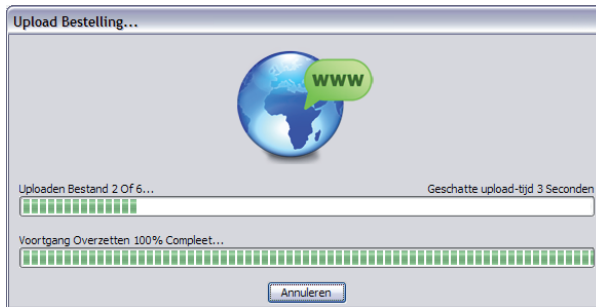 Upload Bestelling...
www
Uploaden Bestand 2 Of 6... Geschatte upload-tijd 3 Seconden
Voortgang Overzetten 100% Compleet...
Annuleren